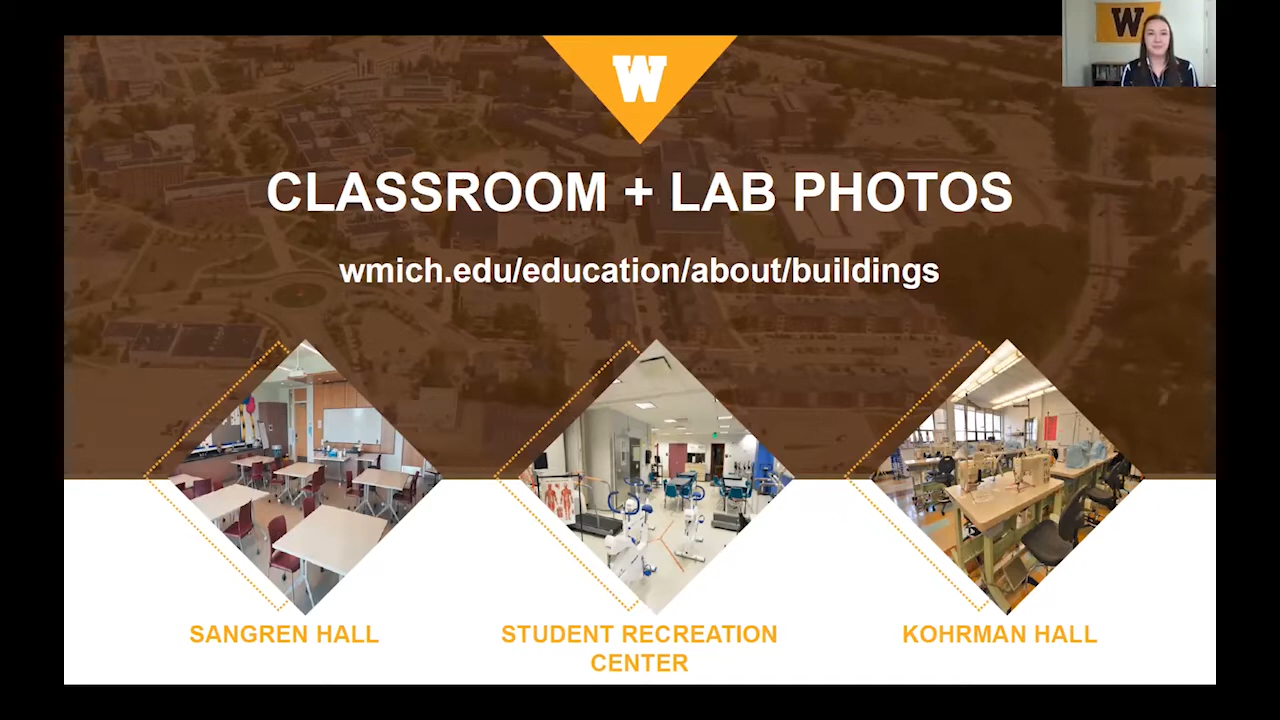 W
W
CLASSROOM + LAB PHOTOS
wmich.edu/education/about/buildings
SANGREN HALL
STUDENT RECREATION
CENTER
KOHRMAN HALL